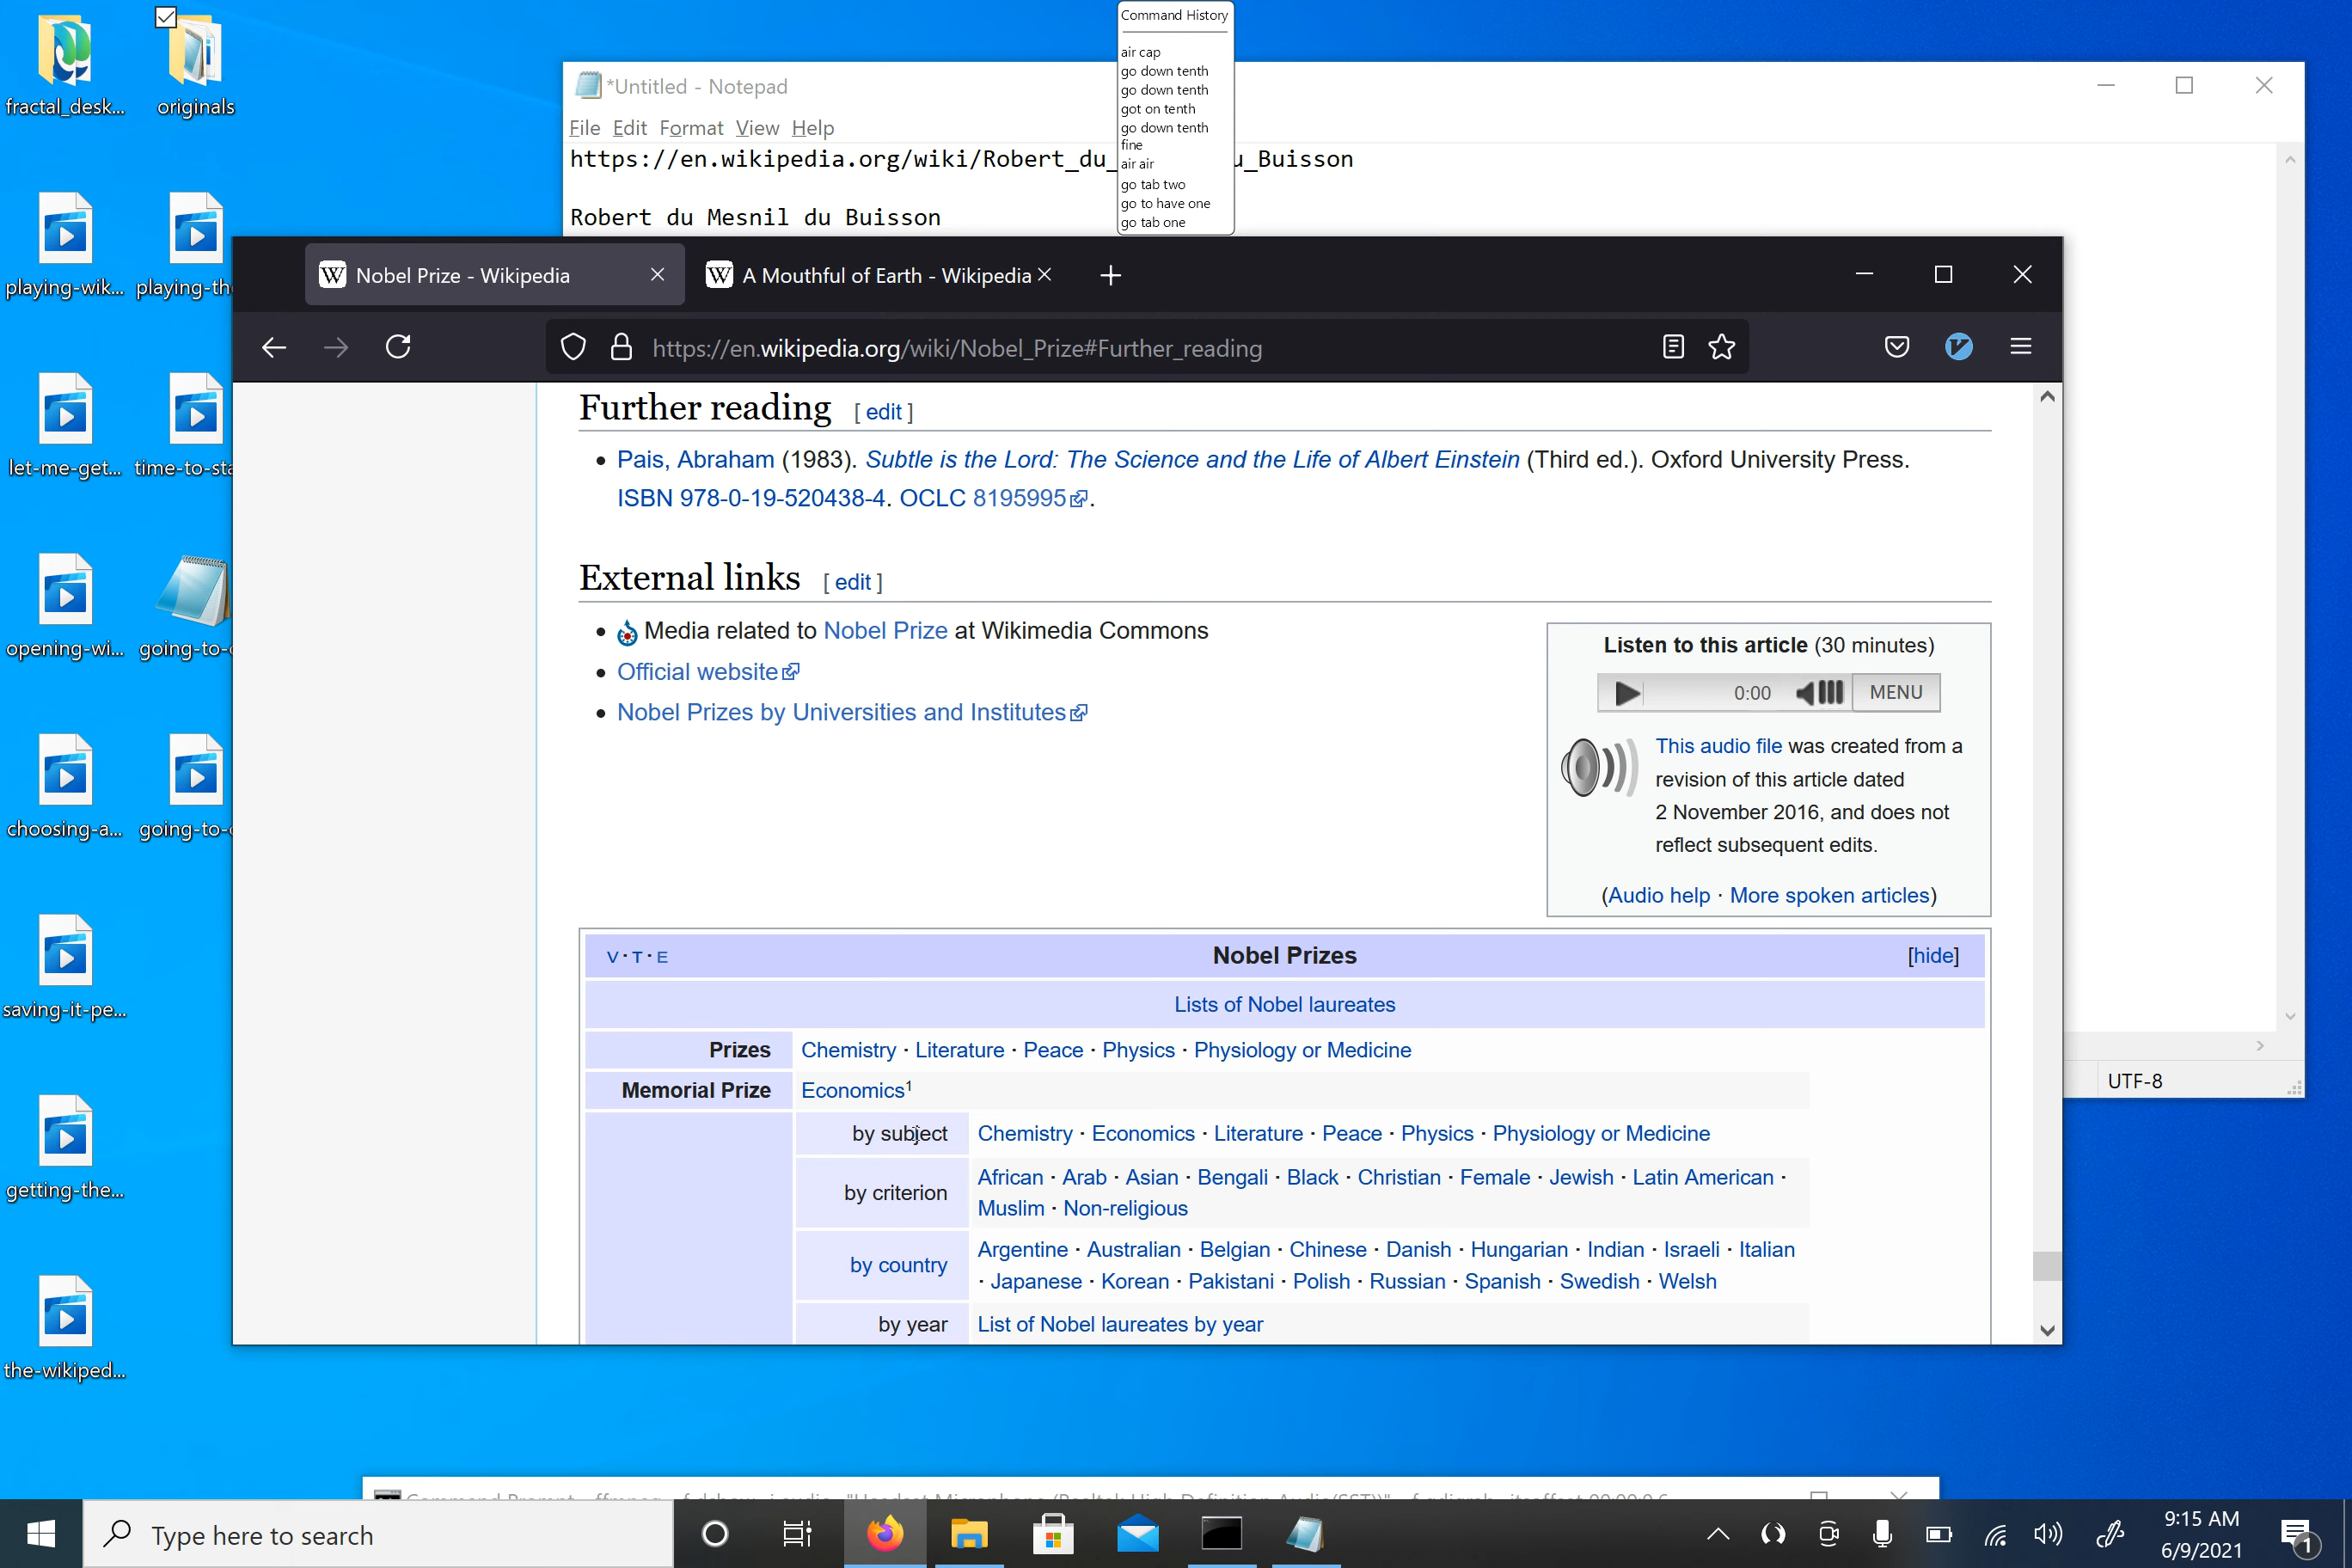 Command History
air cap
go down tenth
go down tenth
got on tenth
go down tenth
fine
air air
go tab two
go to have one
go tab one
fractal_desk...
originals
playing-wik...
playing-th
let-me-get...
time-to-sta
opening-wi...
going-to-
choosing-a...
going-to-
saving-it-pe...
getting-the...
the-wikiped...
*Untitled - Notepad
File Edit Format View Help
https://en.wikipedia.org/wiki/Robert_du_ u_Buisson
Robert du Mesnil du Buisson
UTF-8
Nobel Prize - Wikipedia
A Mouthful of Earth - Wikipedia
https://en.wikipedia.org/wiki/Nobel_Prize#Further_reading
Further reading [ edit ]
• Pais, Abraham (1983). Subtle is the Lord: The Science and the Life of Albert Einstein (Third ed.). Oxford University Press.
ISBN 978-0-19-520438-4. OCLC 8195995.
External links [ edit ]
• Media related to Nobel Prize at Wikimedia Commons
• Official website
• Nobel Prizes by Universities and Institutes
Listen to this article (30 minutes)
0:00 MENU
This audio file was created from a
revision of this article dated
2 November 2016, and does not
reflect subsequent edits.
(Audio help · More spoken articles)
V · T · E Nobel Prizes [hide]
Lists of Nobel laureates
Prizes Chemistry · Literature · Peace · Physics · Physiology or Medicine
Memorial Prize Economics¹
by subject Chemistry · Economics · Literature · Peace · Physics · Physiology or Medicine
by criterion African · Arab · Asian · Bengali · Black · Christian · Female · Jewish · Latin American ·
Muslim · Non-religious
by country Argentine · Australian · Belgian · Chinese · Danish · Hungarian · Indian · Israeli · Italian
· Japanese · Korean · Pakistani · Polish · Russian · Spanish · Swedish · Welsh
by year List of Nobel laureates by year
Type here to search
9:15 AM
6/9/2021
1